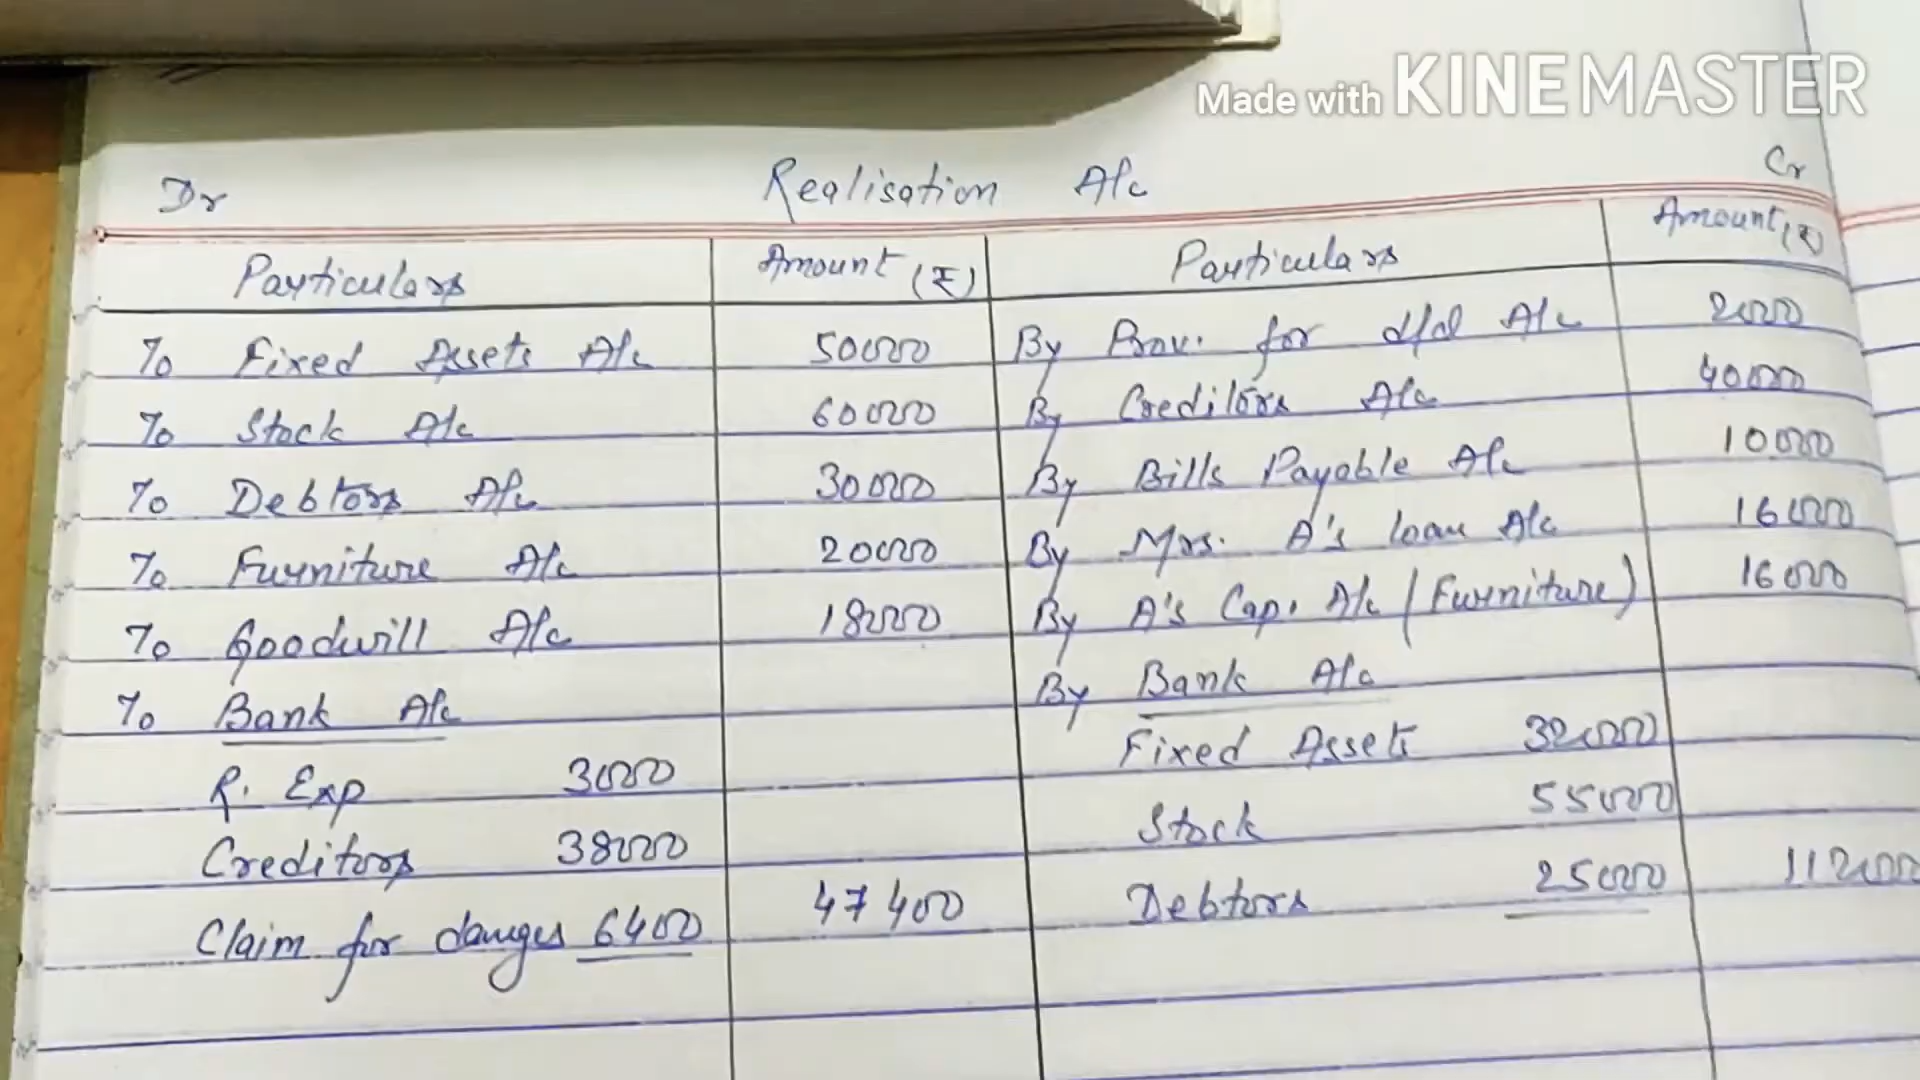 Made with KINEMASTER
Dr Realisation A/c Cr
Particulars Amount (₹) Particulars Amount (₹)
To Fixed Assets A/c 50000 By Prov. for d/d A/c 2000
To Stock A/c 60000 By Creditors A/c 40000
To Debtors A/c 30000 By Bills Payable A/c 10000
To Furniture A/c 20000 By Mrs. A's loan A/c 16000
To Goodwill A/c 18000 By A's Cap. A/c (Furniture) 16000
To Bank A/c By Bank A/c
R. Exp 3000 Fixed Assets 32000
Creditors 38000 Stock 55000
Claim for damges 6400 47400 Debtors 25000 112000